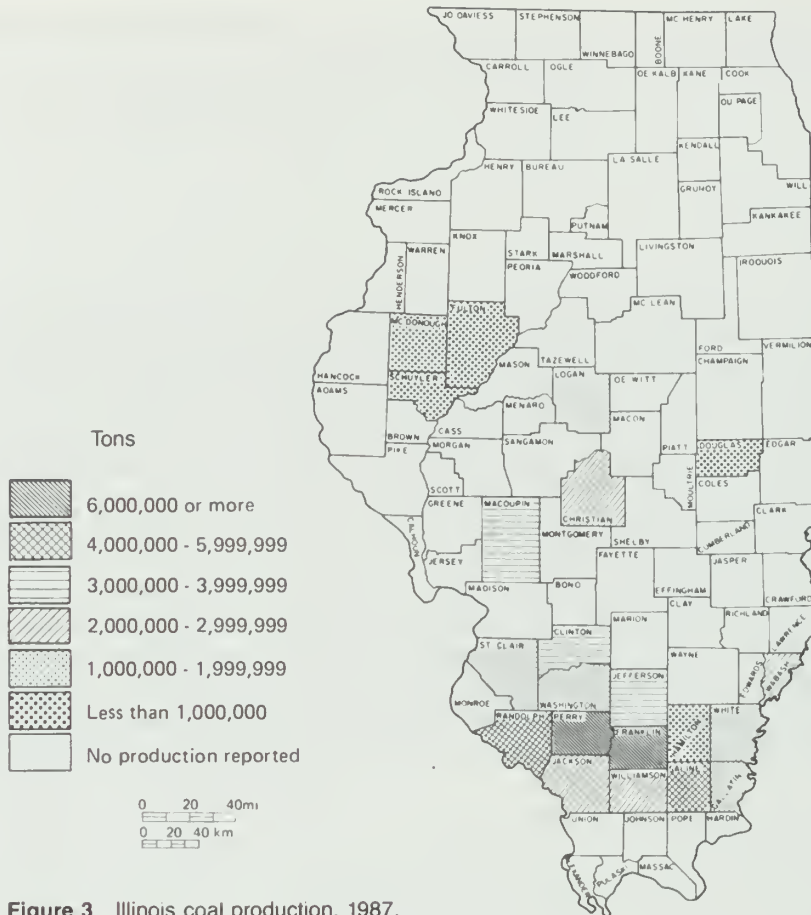 JO DAVIESS STEPHENSON WINNEBAGO BOONE MC HENRY LAKE
CARROLL OGLE DE KALB KANE COOK
DU PAGE
WHITESIDE LEE
KENDALL
HENRY BUREAU LA SALLE GRUNDY WILL
ROCK ISLAND
MERCER PUTNAM KANKAKEE
KNOX
WARREN STARK MARSHALL LIVINGSTON
HENDERSON PEORIA WOODFORD IROQUOIS
MC LEAN
FULTON
MC DONOUGH
FORD VERMILION
TAZEWELL CHAMPAIGN
HANCOCK SCHUYLER MASON LOGAN DE WITT
ADAMS
MENARD MACON
BROWN CASS
PIKE MORGAN SANGAMON PIATT DOUGLAS EDGAR
SCOTT MOULTRIE COLES
GREENE MACOUPIN CHRISTIAN
CALHOUN MONTGOMERY SHELBY CUMBERLAND CLARK
JERSEY FAYETTE JASPER
MADISON BOND EFFINGHAM CRAWFORD
CLAY
MARION RICHLAND LAWRENCE
ST CLAIR CLINTON
WAYNE
JEFFERSON EDWARDS WABASH
MONROE WASHINGTON
RANDOLPH PERRY FRANKLIN HAMILTON WHITE
JACKSON WILLIAMSON SALINE GALLATIN
UNION JOHNSON POPE HARDIN
ALEXANDER PULASKI MASSAC
Tons
6,000,000 or more
4,000,000 - 5,999,999
3,000,000 - 3,999,999
2,000,000 - 2,999,999
1,000,000 - 1,999,999
Less than 1,000,000
No production reported
0 20 40mi
0 20 40 km
Figure 3 Illinois coal production, 1987.